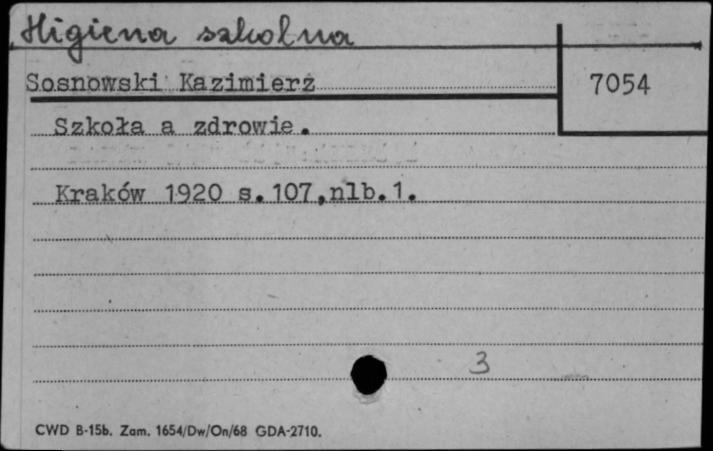 Higiena szkolna
Sosnowski Kazimierz
7054
Szkoła a zdrowie.
Kraków 1920 s.107,nlb.1.
3
CWD B-15b. Zam. 1654/Dw/On/68 GDA-2710.